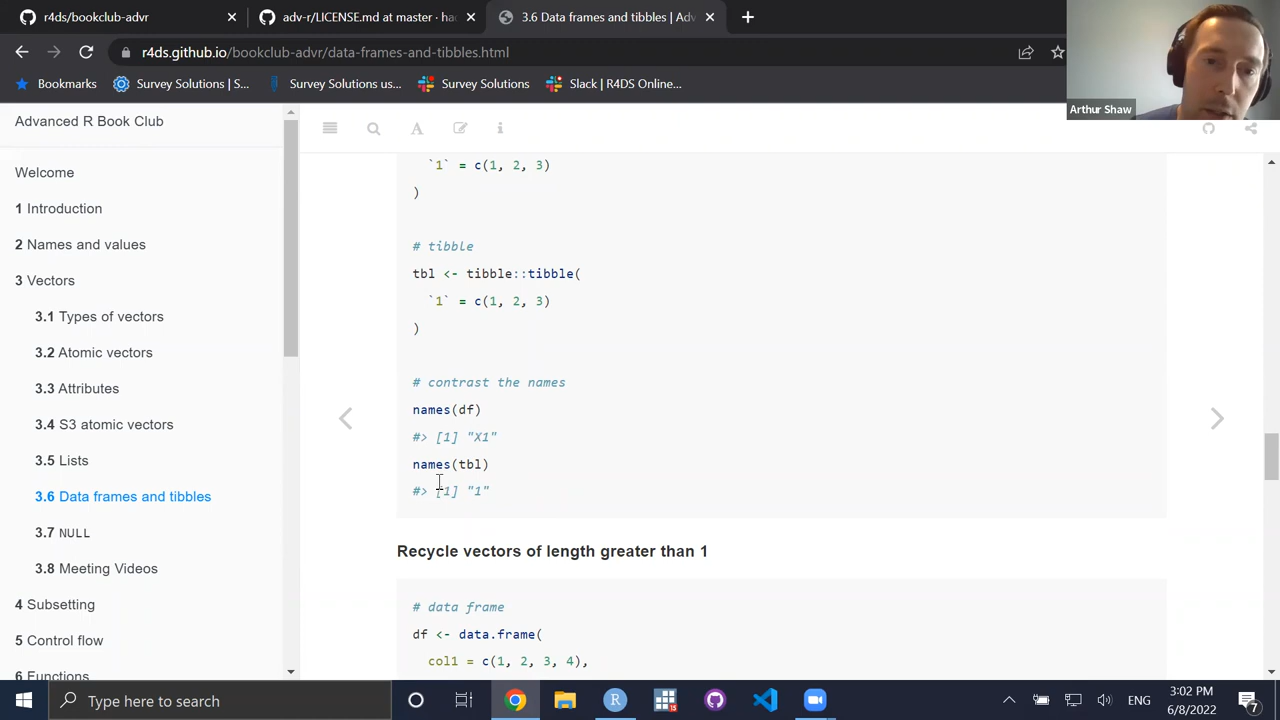 r4ds/bookclub-advr
adv-r/LICENSE.md at master · hac
3.6 Data frames and tibbles | Adv
r4ds.github.io/bookclub-advr/data-frames-and-tibbles.html
Bookmarks
Survey Solutions | S...
Survey Solutions us...
Survey Solutions
Slack | R4DS Online...
Arthur Shaw
Advanced R Book Club
Welcome
1 Introduction
2 Names and values
3 Vectors
3.1 Types of vectors
3.2 Atomic vectors
3.3 Attributes
3.4 S3 atomic vectors
3.5 Lists
3.6 Data frames and tibbles
3.7 NULL
3.8 Meeting Videos
4 Subsetting
5 Control flow
6 Functions
`1` = c(1, 2, 3)
)
# tibble
tbl <- tibble::tibble(
`1` = c(1, 2, 3)
)
# contrast the names
names(df)
#> [1] "X1"
names(tbl)
#> [1] "1"
Recycle vectors of length greater than 1
# data frame
df <- data.frame(
col1 = c(1, 2, 3, 4),
Type here to search
ENG
3:02 PM
6/8/2022
7